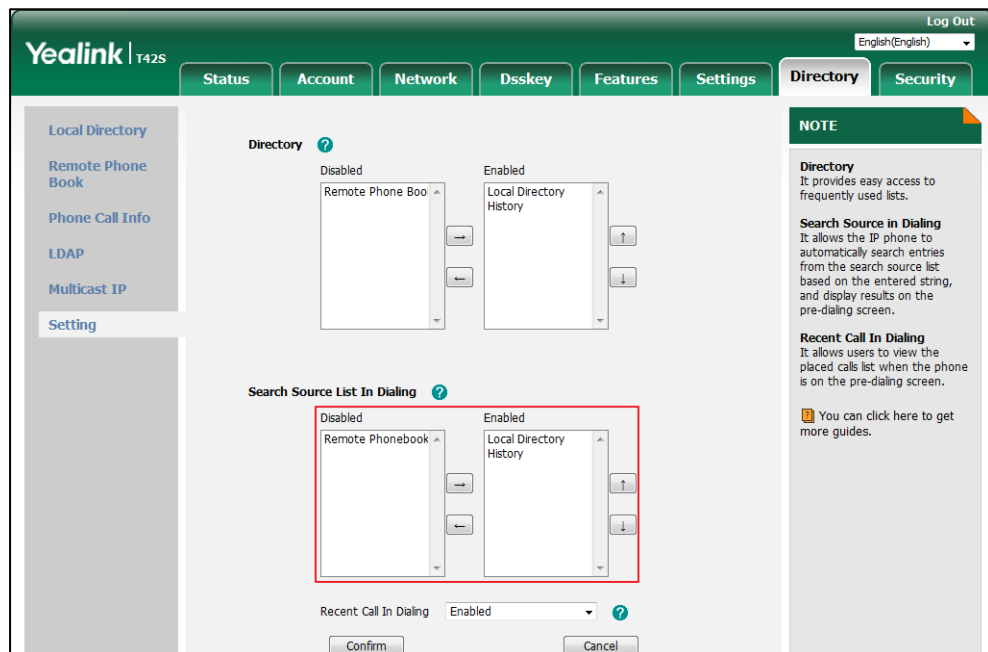 Log Out
English(English)
Yealink T42S
Status Account Network Dsskey Features Settings Directory Security
Local Directory
Remote Phone
Book
Phone Call Info
LDAP
Multicast IP
Setting
Directory ?
Disabled Enabled
Remote Phone Boo
Local Directory
History
→
←
↑
↓
Search Source List In Dialing ?
Disabled Enabled
Remote Phonebook
Local Directory
History
→
←
↑
↓
Recent Call In Dialing Enabled ?
Confirm Cancel
NOTE
Directory
It provides easy access to
frequently used lists.
Search Source in Dialing
It allows the IP phone to
automatically search entries
from the search source list
based on the entered string,
and display results on the
pre-dialing screen.
Recent Call In Dialing
It allows users to view the
placed calls list when the phone
is on the pre-dialing screen.
? You can click here to get
more guides.